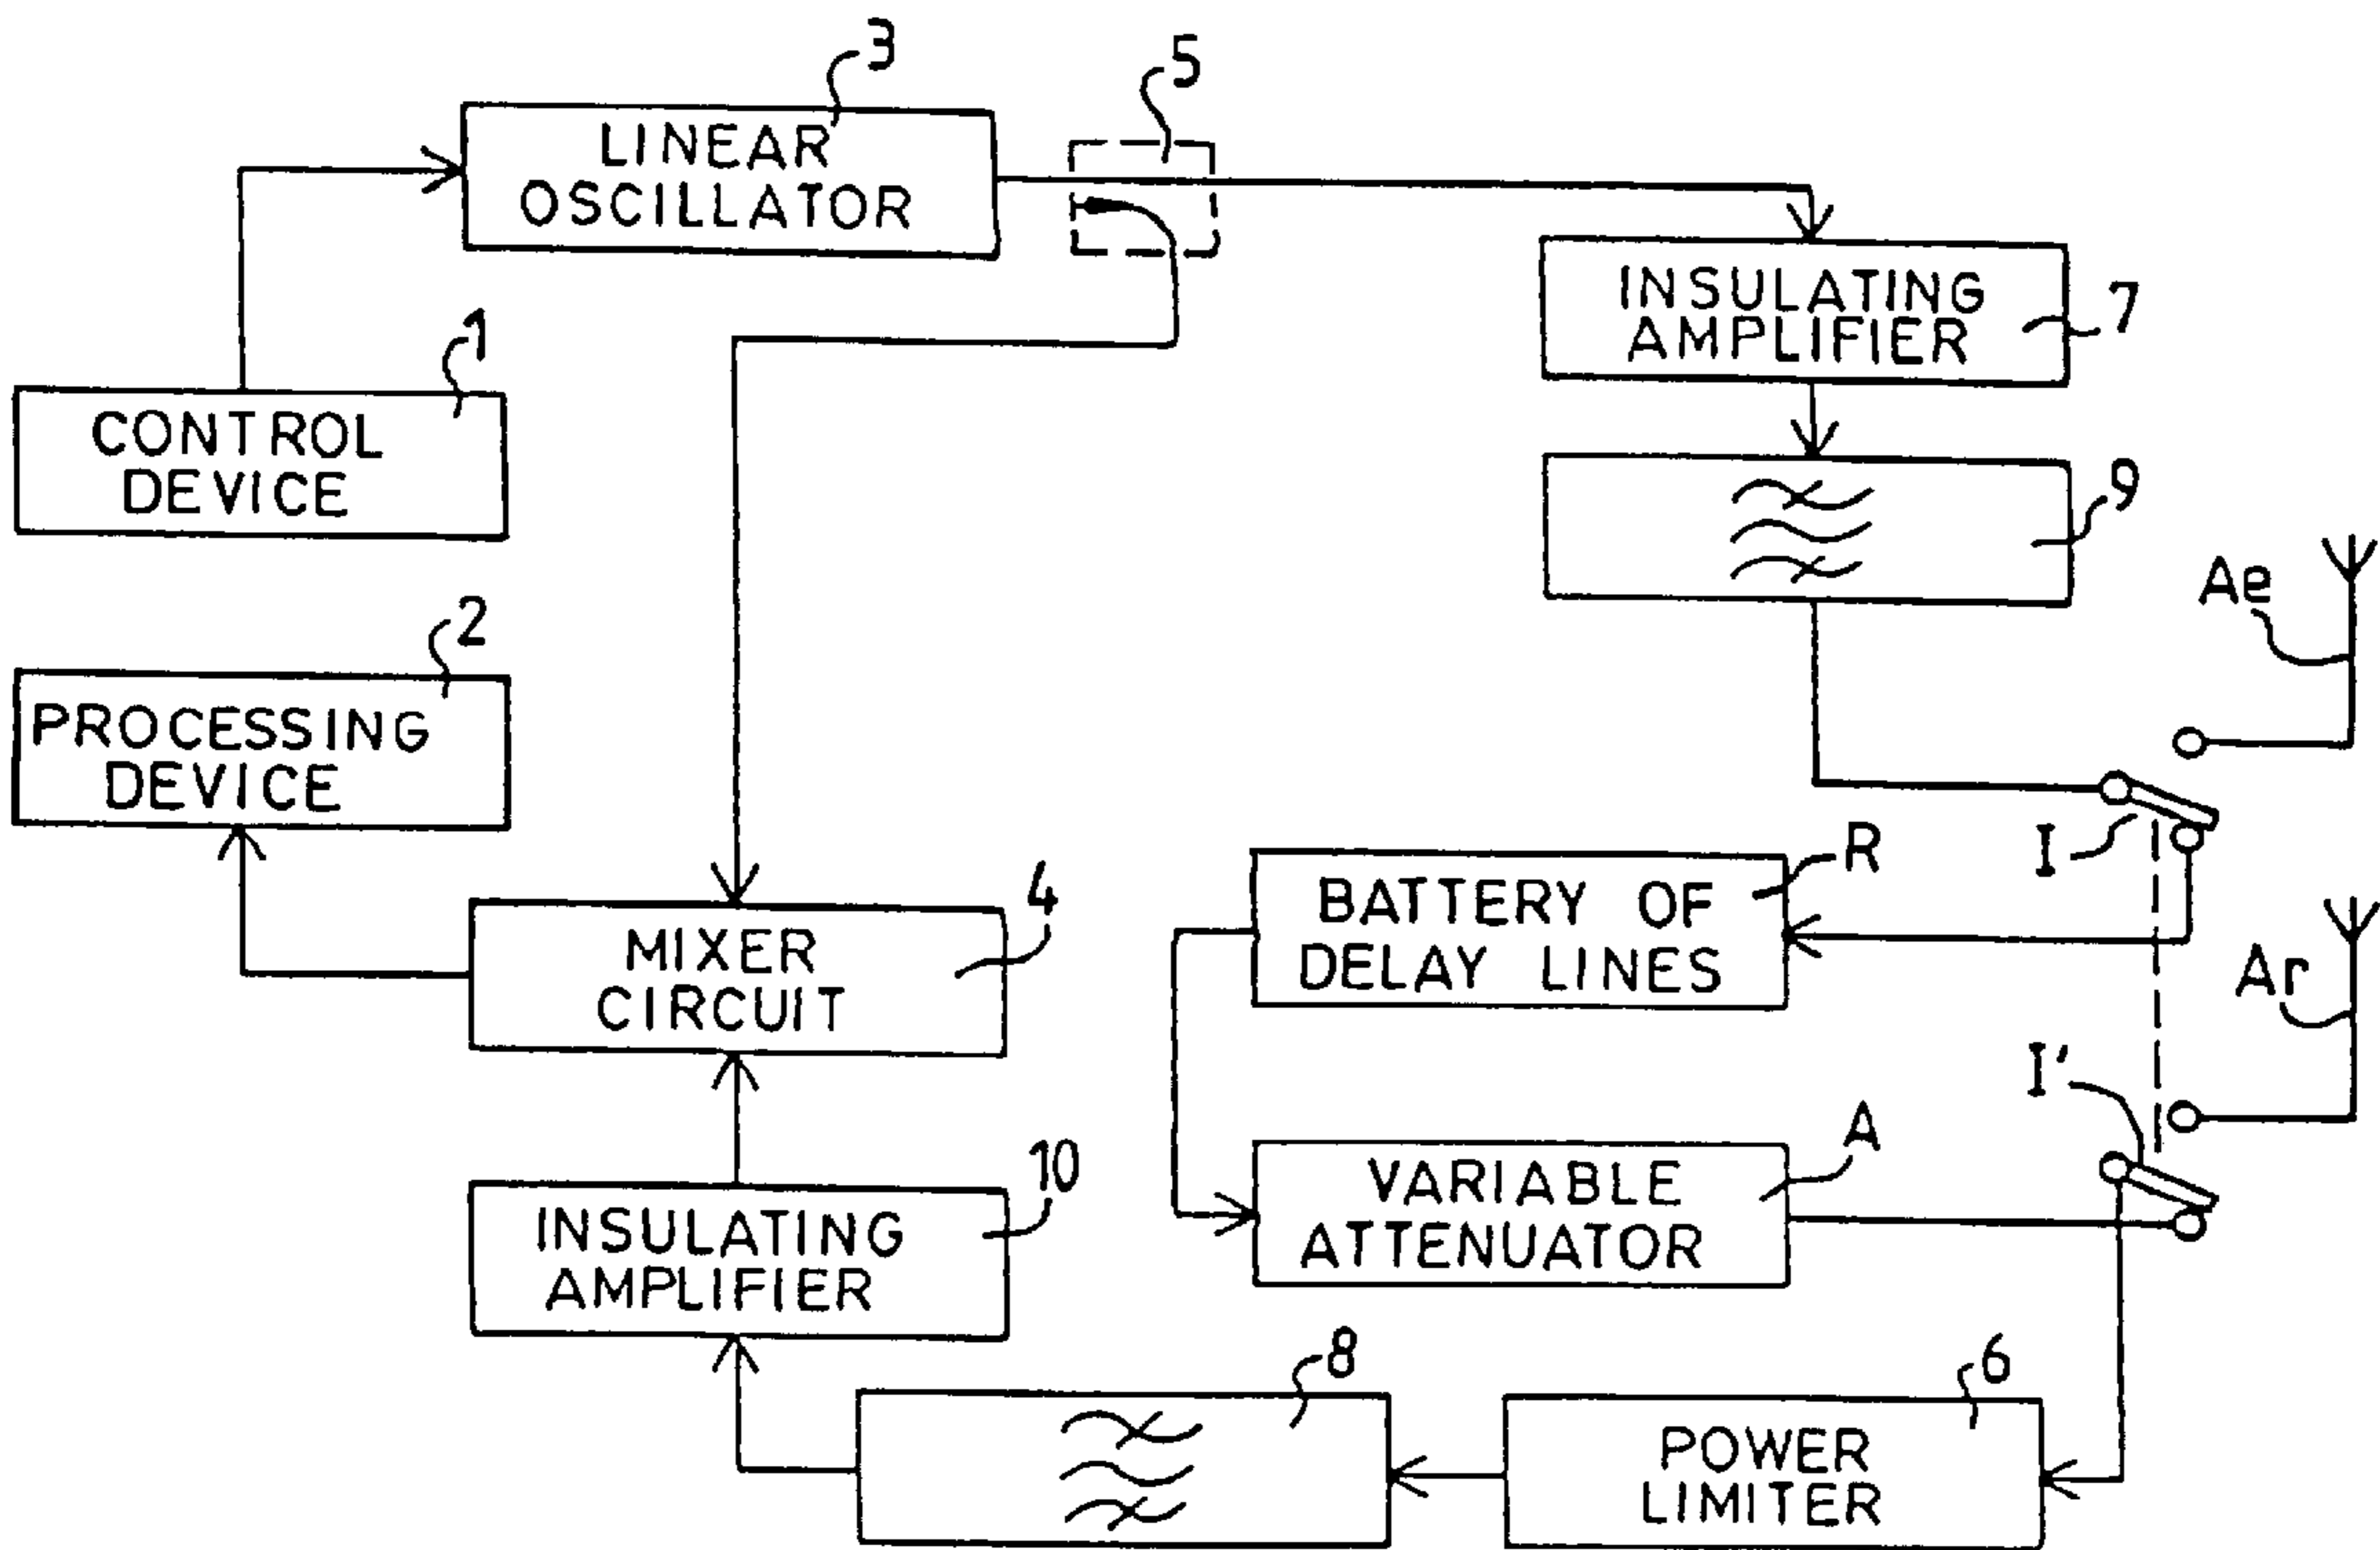 3
5
LINEAR
OSCILLATOR
INSULATING
AMPLIFIER
7
1
CONTROL
DEVICE
9
Ae
2
PROCESSING
DEVICE
I
R
BATTERY OF
DELAY LINES
4
MIXER
CIRCUIT
Ar
I'
A
VARIABLE
ATTENUATOR
10
INSULATING
AMPLIFIER
8
6
POWER
LIMITER